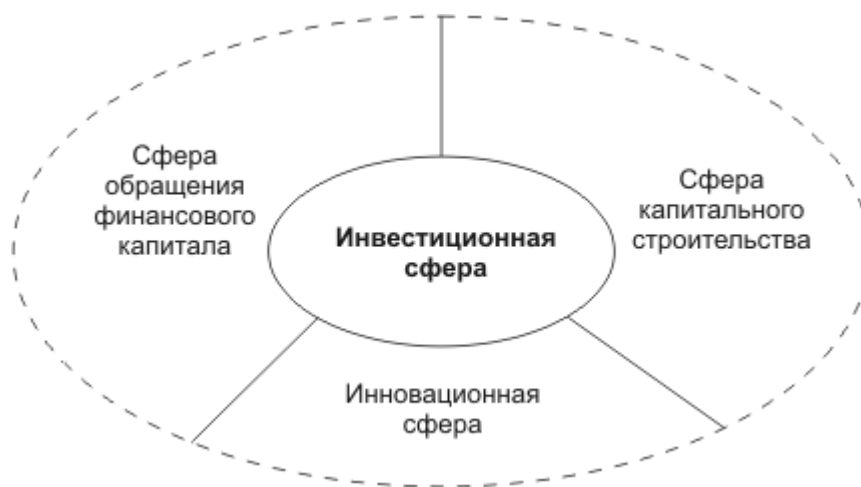 Сфера
обращения
финансового
капитала
Инвестиционная
сфера
Сфера
капитального
строительства
Инновационная
сфера